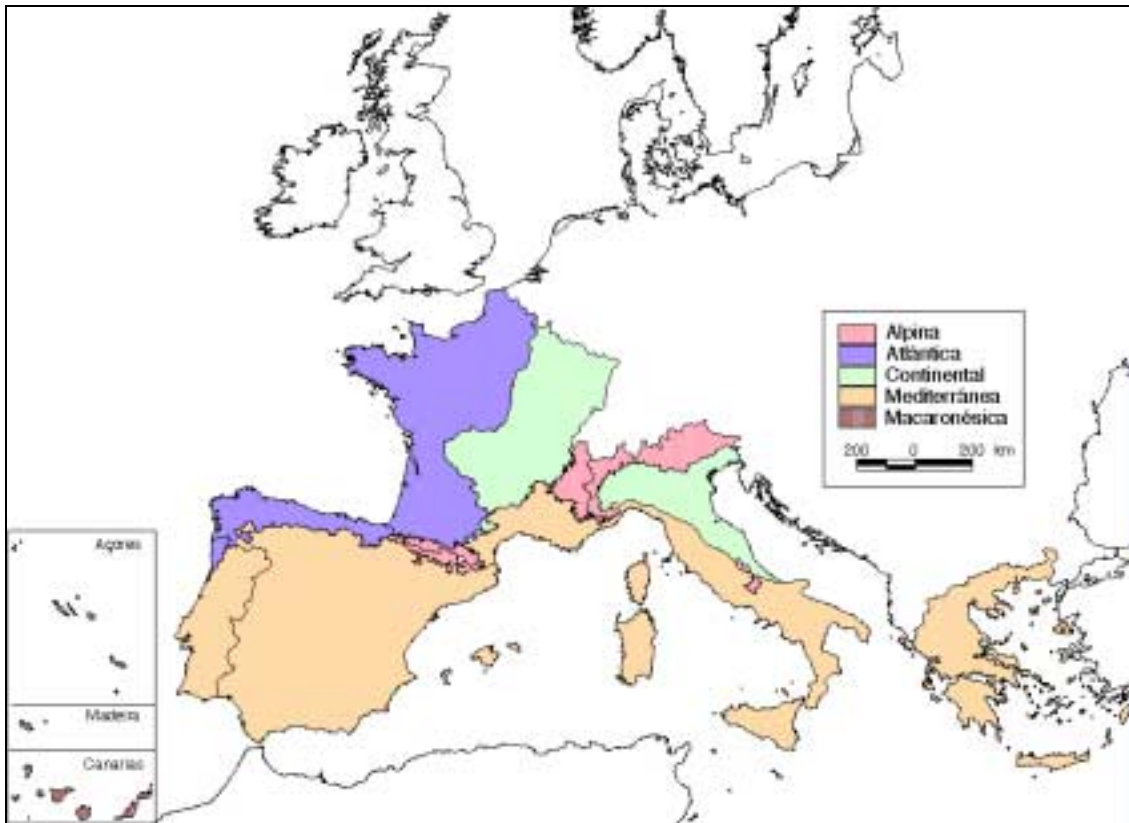 Alpina
Atlántica
Continental
Mediterránea
Macaronésica
200 0 200 km
Açores
Madeira
Canarias